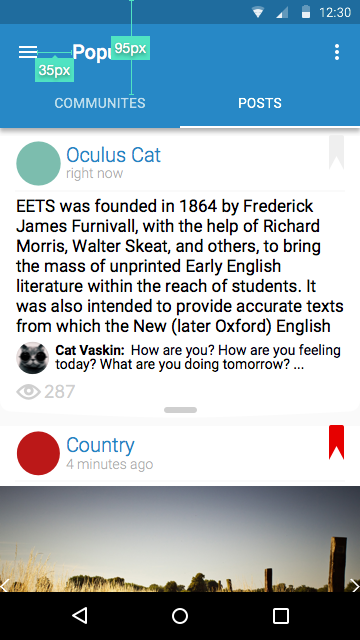 12:30
95px
35px
COMMUNITES
POSTS
Oculus Cat
right now
EETS was founded in 1864 by Frederick
James Furnivall, with the help of Richard
Morris, Walter Skeat, and others, to bring
the mass of unprinted Early English
literature within the reach of students. It
was also intended to provide accurate texts
from which the New (later Oxford) English
Cat Vaskin: How are you? How are you feeling
today? What are you doing tomorrow? ...
287
Country
4 minutes ago